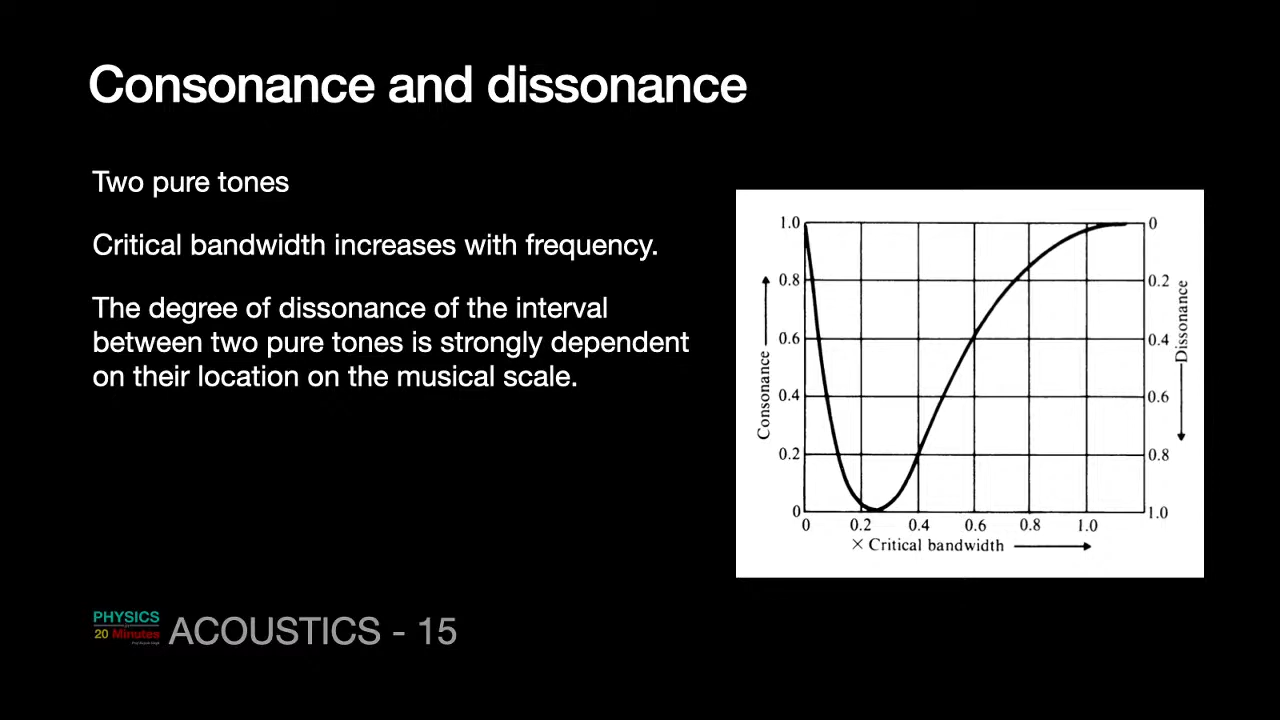 Consonance and dissonance
Two pure tones
Critical bandwidth increases with frequency.
The degree of dissonance of the interval
between two pure tones is strongly dependent
on their location on the musical scale.
1.0
0.8
0.6
0.4
0.2
0
Consonance
0
0.2
0.4
0.6
0.8
1.0
Dissonance
0 0.2 0.4 0.6 0.8 1.0
× Critical bandwidth
PHYSICS
20 Minutes
ACOUSTICS - 15